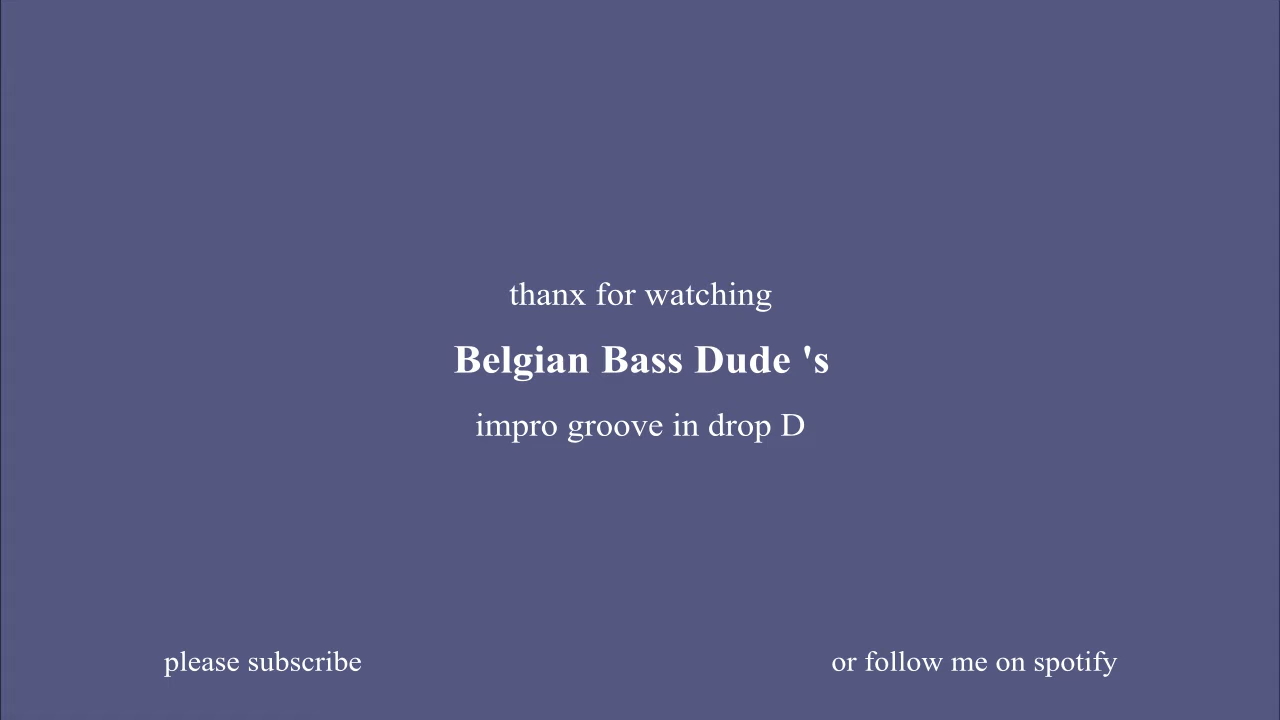 thanx for watching
Belgian Bass Dude 's
impro groove in drop D
please subscribe
or follow me on spotify